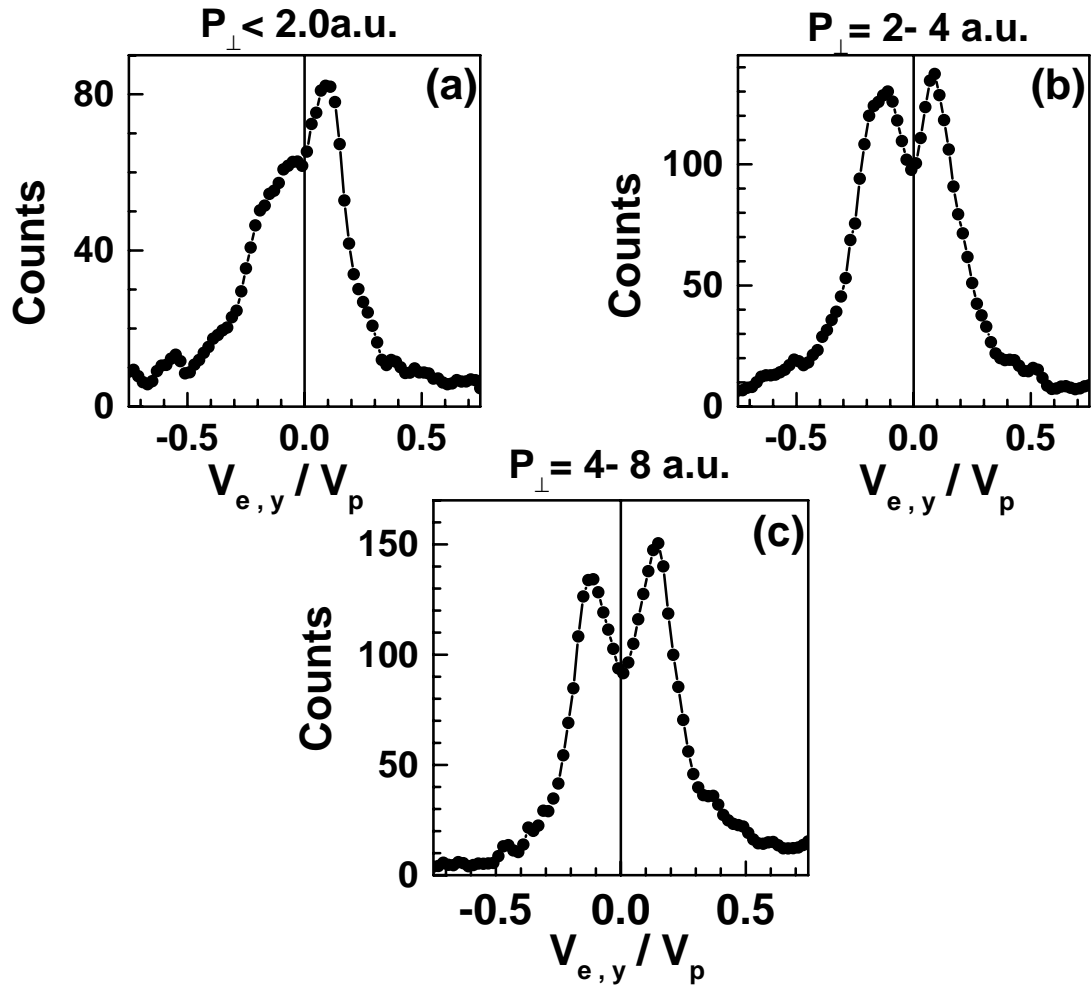 P⊥< 2.0a.u.
(a)
80
40
0
Counts
-0.5 0.0 0.5
Ve,y / Vp
P⊥= 2- 4 a.u.
(b)
100
50
0
Counts
-0.5 0.0 0.5
Ve,y / Vp
P⊥= 4- 8 a.u.
(c)
150
100
50
0
Counts
-0.5 0.0 0.5
Ve,y / Vp